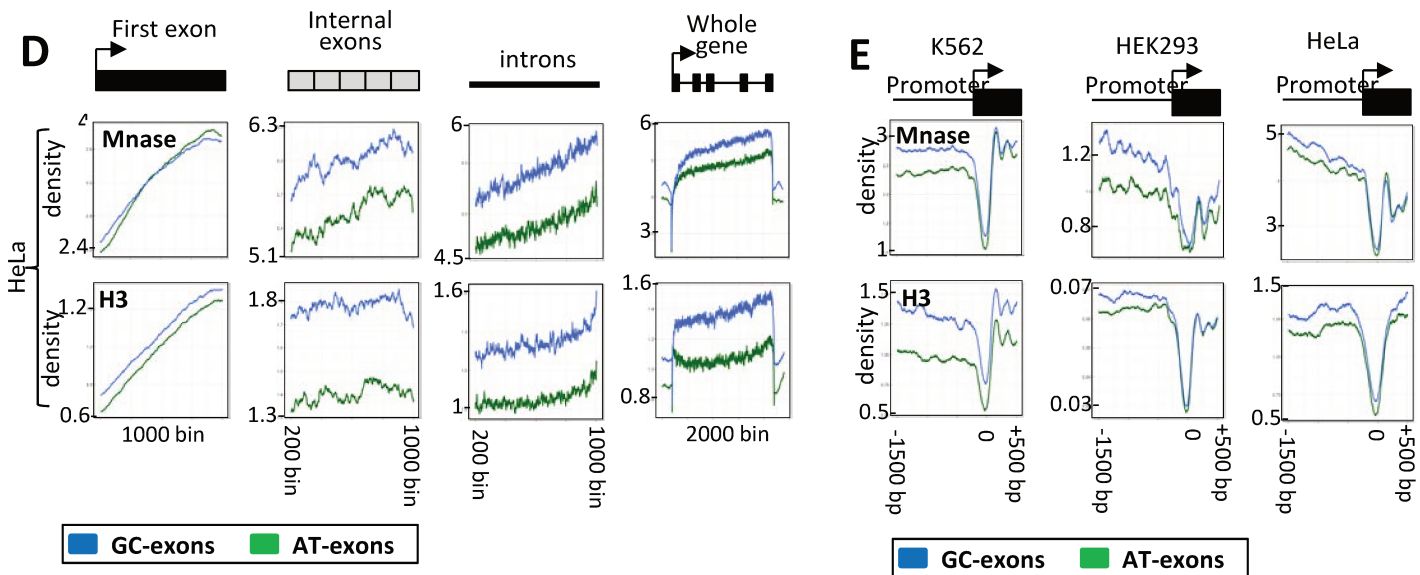 D
First exon
Internal
exons
introns
Whole
gene
HeLa
density
Mnase
4
2.4
6.3
5.1
6
4.5
6
3
density
H3
1.2
0.6
1.8
1.3
1.6
1
1.6
0.8
1000 bin
200 bin
1000 bin
200 bin
1000 bin
2000 bin
GC-exons
AT-exons
E
K562
HEK293
HeLa
Promoter
Promoter
Promoter
density
Mnase
3
1
1.2
0.8
5
3
density
H3
1.5
0.5
0.07
0.03
1.5
0.5
-1500 bp
0
+500 bp
-1500 bp
0
+500 bp
-1500 bp
0
+500 bp
GC-exons
AT-exons